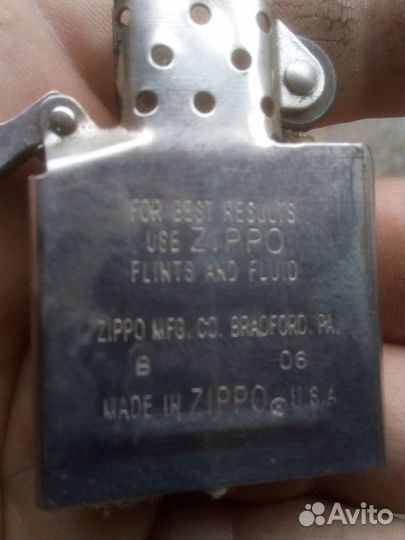 FOR BEST RESULTS
USE ZIPPO
FLINTS AND FLUID
ZIPPO MFG. CO. BRADFORD. PA.
B 06
MADE IN ZIPPO® U.S.A
Avito